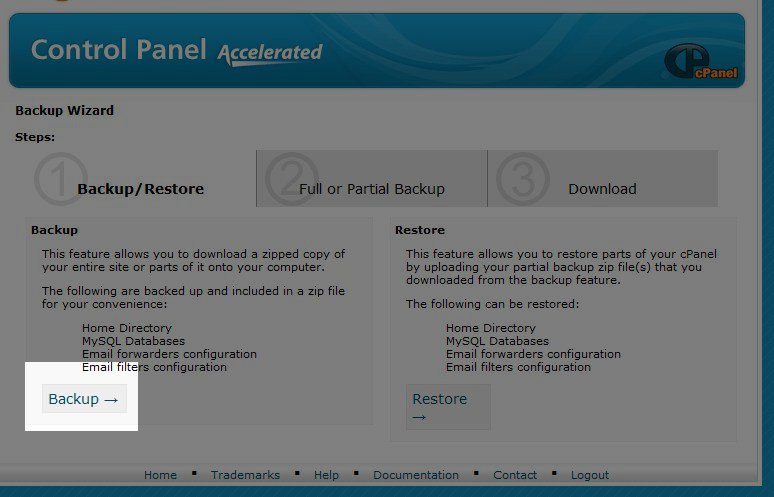 Control Panel Accelerated
cPanel
Backup Wizard
Steps:
1 Backup/Restore
2 Full or Partial Backup
3 Download
Backup
This feature allows you to download a zipped copy of
your entire site or parts of it onto your computer.
The following are backed up and included in a zip file
for your convenience:
Home Directory
MySQL Databases
Email forwarders configuration
Email filters configuration
Backup →
Restore
This feature allows you to restore parts of your cPanel
by uploading your partial backup zip file(s) that you
downloaded from the backup feature.
The following can be restored:
Home Directory
MySQL Databases
Email forwarders configuration
Email filters configuration
Restore
→
Home ▪ Trademarks ▪ Help ▪ Documentation ▪ Contact ▪ Logout